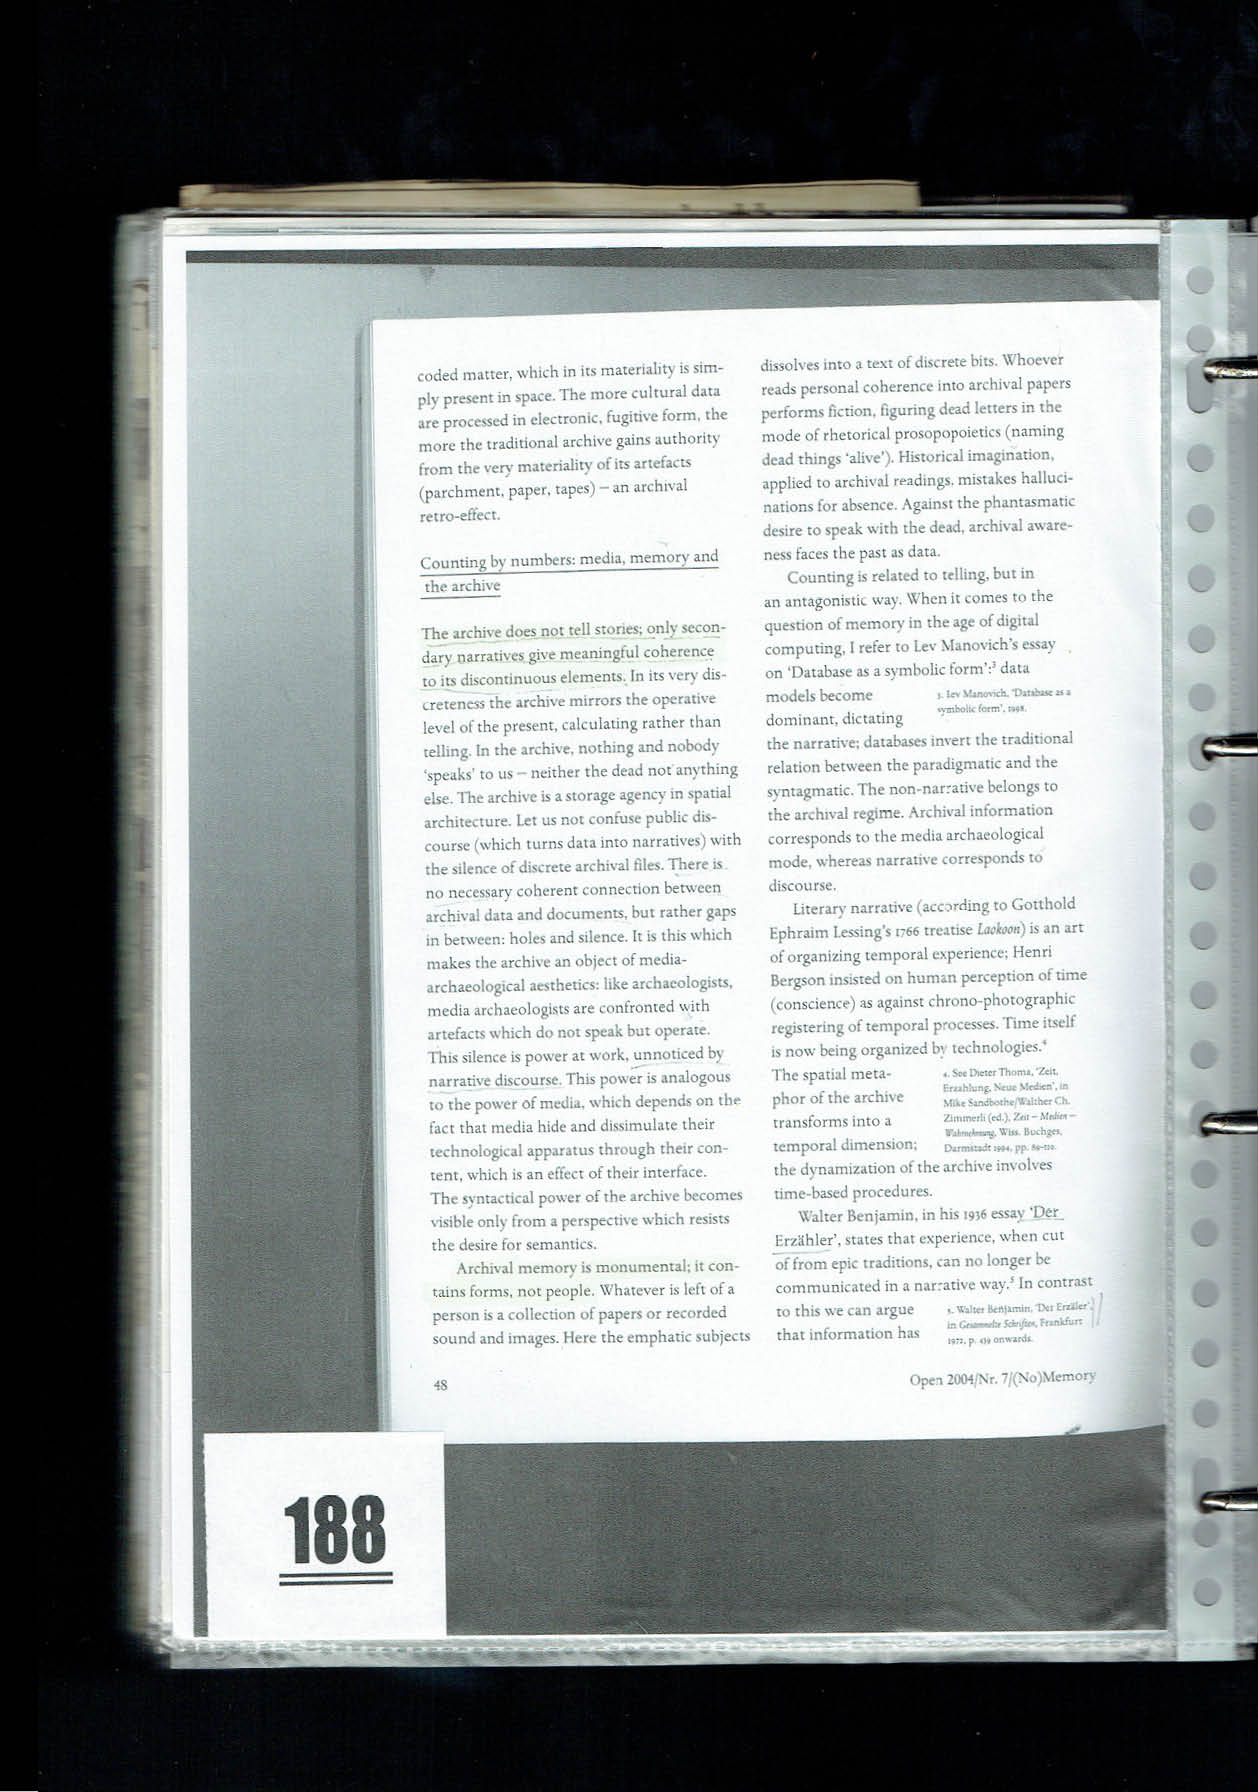 coded matter, which in its materiality is sim-
ply present in space. The more cultural data
are processed in electronic, fugitive form, the
more the traditional archive gains authority
from the very materiality of its artefacts
(parchment, paper, tapes) – an archival
retro-effect.
Counting by numbers: media, memory and
the archive
The archive does not tell stories; only secon-
dary narratives give meaningful coherence
to its discontinuous elements. In its very dis-
creteness the archive mirrors the operative
level of the present, calculating rather than
telling. In the archive, nothing and nobody
‘speaks’ to us – neither the dead not anything
else. The archive is a storage agency in spatial
architecture. Let us not confuse public dis-
course (which turns data into narratives) with
the silence of discrete archival files. There is
no necessary coherent connection between
archival data and documents, but rather gaps
in between: holes and silence. It is this which
makes the archive an object of media-
archaeological aesthetics: like archaeologists,
media archaeologists are confronted with
artefacts which do not speak but operate.
This silence is power at work, unnoticed by
narrative discourse. This power is analogous
to the power of media, which depends on the
fact that media hide and dissimulate their
technological apparatus through their con-
tent, which is an effect of their interface.
The syntactical power of the archive becomes
visible only from a perspective which resists
the desire for semantics.
Archival memory is monumental; it con-
tains forms, not people. Whatever is left of a
person is a collection of papers or recorded
sound and images. Here the emphatic subjects
dissolves into a text of discrete bits. Whoever
reads personal coherence into archival papers
performs fiction, figuring dead letters in the
mode of rhetorical prosopopoietics (naming
dead things ‘alive’). Historical imagination,
applied to archival readings, mistakes halluci-
nations for absence. Against the phantasmatic
desire to speak with the dead, archival aware-
ness faces the past as data.
Counting is related to telling, but in
an antagonistic way. When it comes to the
question of memory in the age of digital
computing, I refer to Lev Manovich’s essay
on ‘Database as a symbolic form’:³ data
models become
dominant, dictating
3. Lev Manovich, ‘Database as a
symbolic form’, 1998.
the narrative; databases invert the traditional
relation between the paradigmatic and the
syntagmatic. The non-narrative belongs to
the archival regime. Archival information
corresponds to the media archaeological
mode, whereas narrative corresponds to
discourse.
Literary narrative (according to Gotthold
Ephraim Lessing’s 1766 treatise Laokoon) is an art
of organizing temporal experience; Henri
Bergson insisted on human perception of time
(conscience) as against chrono-photographic
registering of temporal processes. Time itself
is now being organized by technologies.⁴
The spatial meta-
phor of the archive
transforms into a
temporal dimension;
4. See Dieter Thoma, ‘Zeit,
Erzahlung, Neue Medien’, in
Mike Sandbothe/Walther Ch.
Zimmerli (ed.), Zeit – Medien –
Wahrnehmung, Wiss. Buchges,
Darmstadt 1994, pp. 89-110.
the dynamization of the archive involves
time-based procedures.
Walter Benjamin, in his 1936 essay ‘Der
Erzähler’, states that experience, when cut
of from epic traditions, can no longer be
communicated in a narrative way.⁵ In contrast
to this we can argue
that information has
5. Walter Benjamin, ‘Der Erzäler’,
in Gesammelte Schriften, Frankfurt
1972, p. 439 onwards.
48
Open 2004/Nr. 7/(No)Memory
188